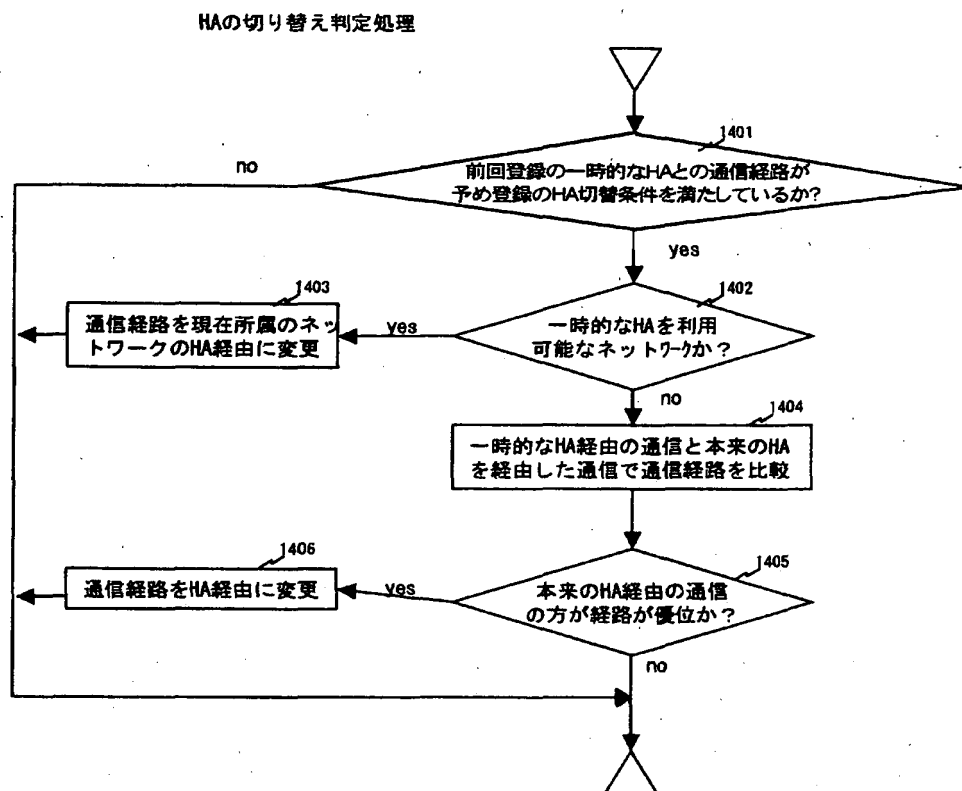 HAの切り替え判定処理
1401
no
前回登録の一時的なHAとの通信経路が
予め登録のHA切替条件を満たしているか?
yes
1402
1403
一時的なHAを利用
可能なネットワークか？
yes
通信経路を現在所属のネッ
トワークのHA経由に変更
no
1404
一時的なHA経由の通信と本来のHA
を経由した通信で通信経路を比較
1405
1406
本来のHA経由の通信
の方が経路が優位か？
yes
通信経路をHA経由に変更
no